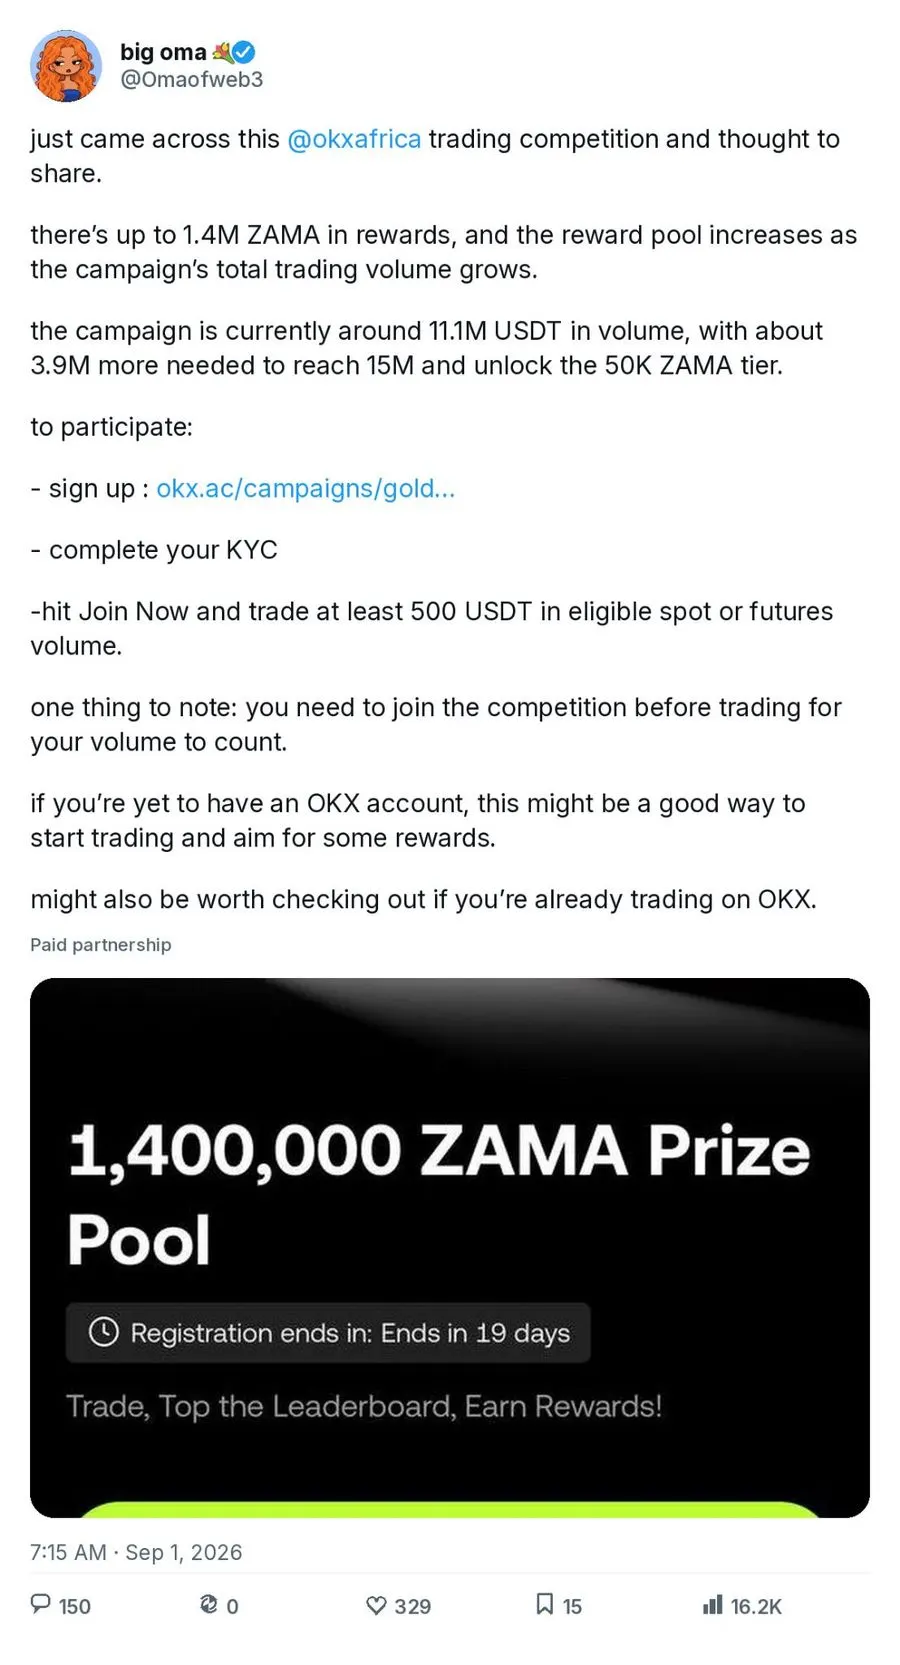 big oma
@Omaofweb3
just came across this @okxafrica trading competition and thought to
share.
there’s up to 1.4M ZAMA in rewards, and the reward pool increases as
the campaign’s total trading volume grows.
the campaign is currently around 11.1M USDT in volume, with about
3.9M more needed to reach 15M and unlock the 50K ZAMA tier.
to participate:
- sign up : okx.ac/campaigns/gold…
- complete your KYC
-hit Join Now and trade at least 500 USDT in eligible spot or futures
volume.
one thing to note: you need to join the competition before trading for
your volume to count.
if you’re yet to have an OKX account, this might be a good way to
start trading and aim for some rewards.
might also be worth checking out if you’re already trading on OKX.
Paid partnership
1,400,000 ZAMA Prize
Pool
Registration ends in: Ends in 19 days
Trade, Top the Leaderboard, Earn Rewards!
7:15 AM · Sep 1, 2026
150 0 329 15 16.2K